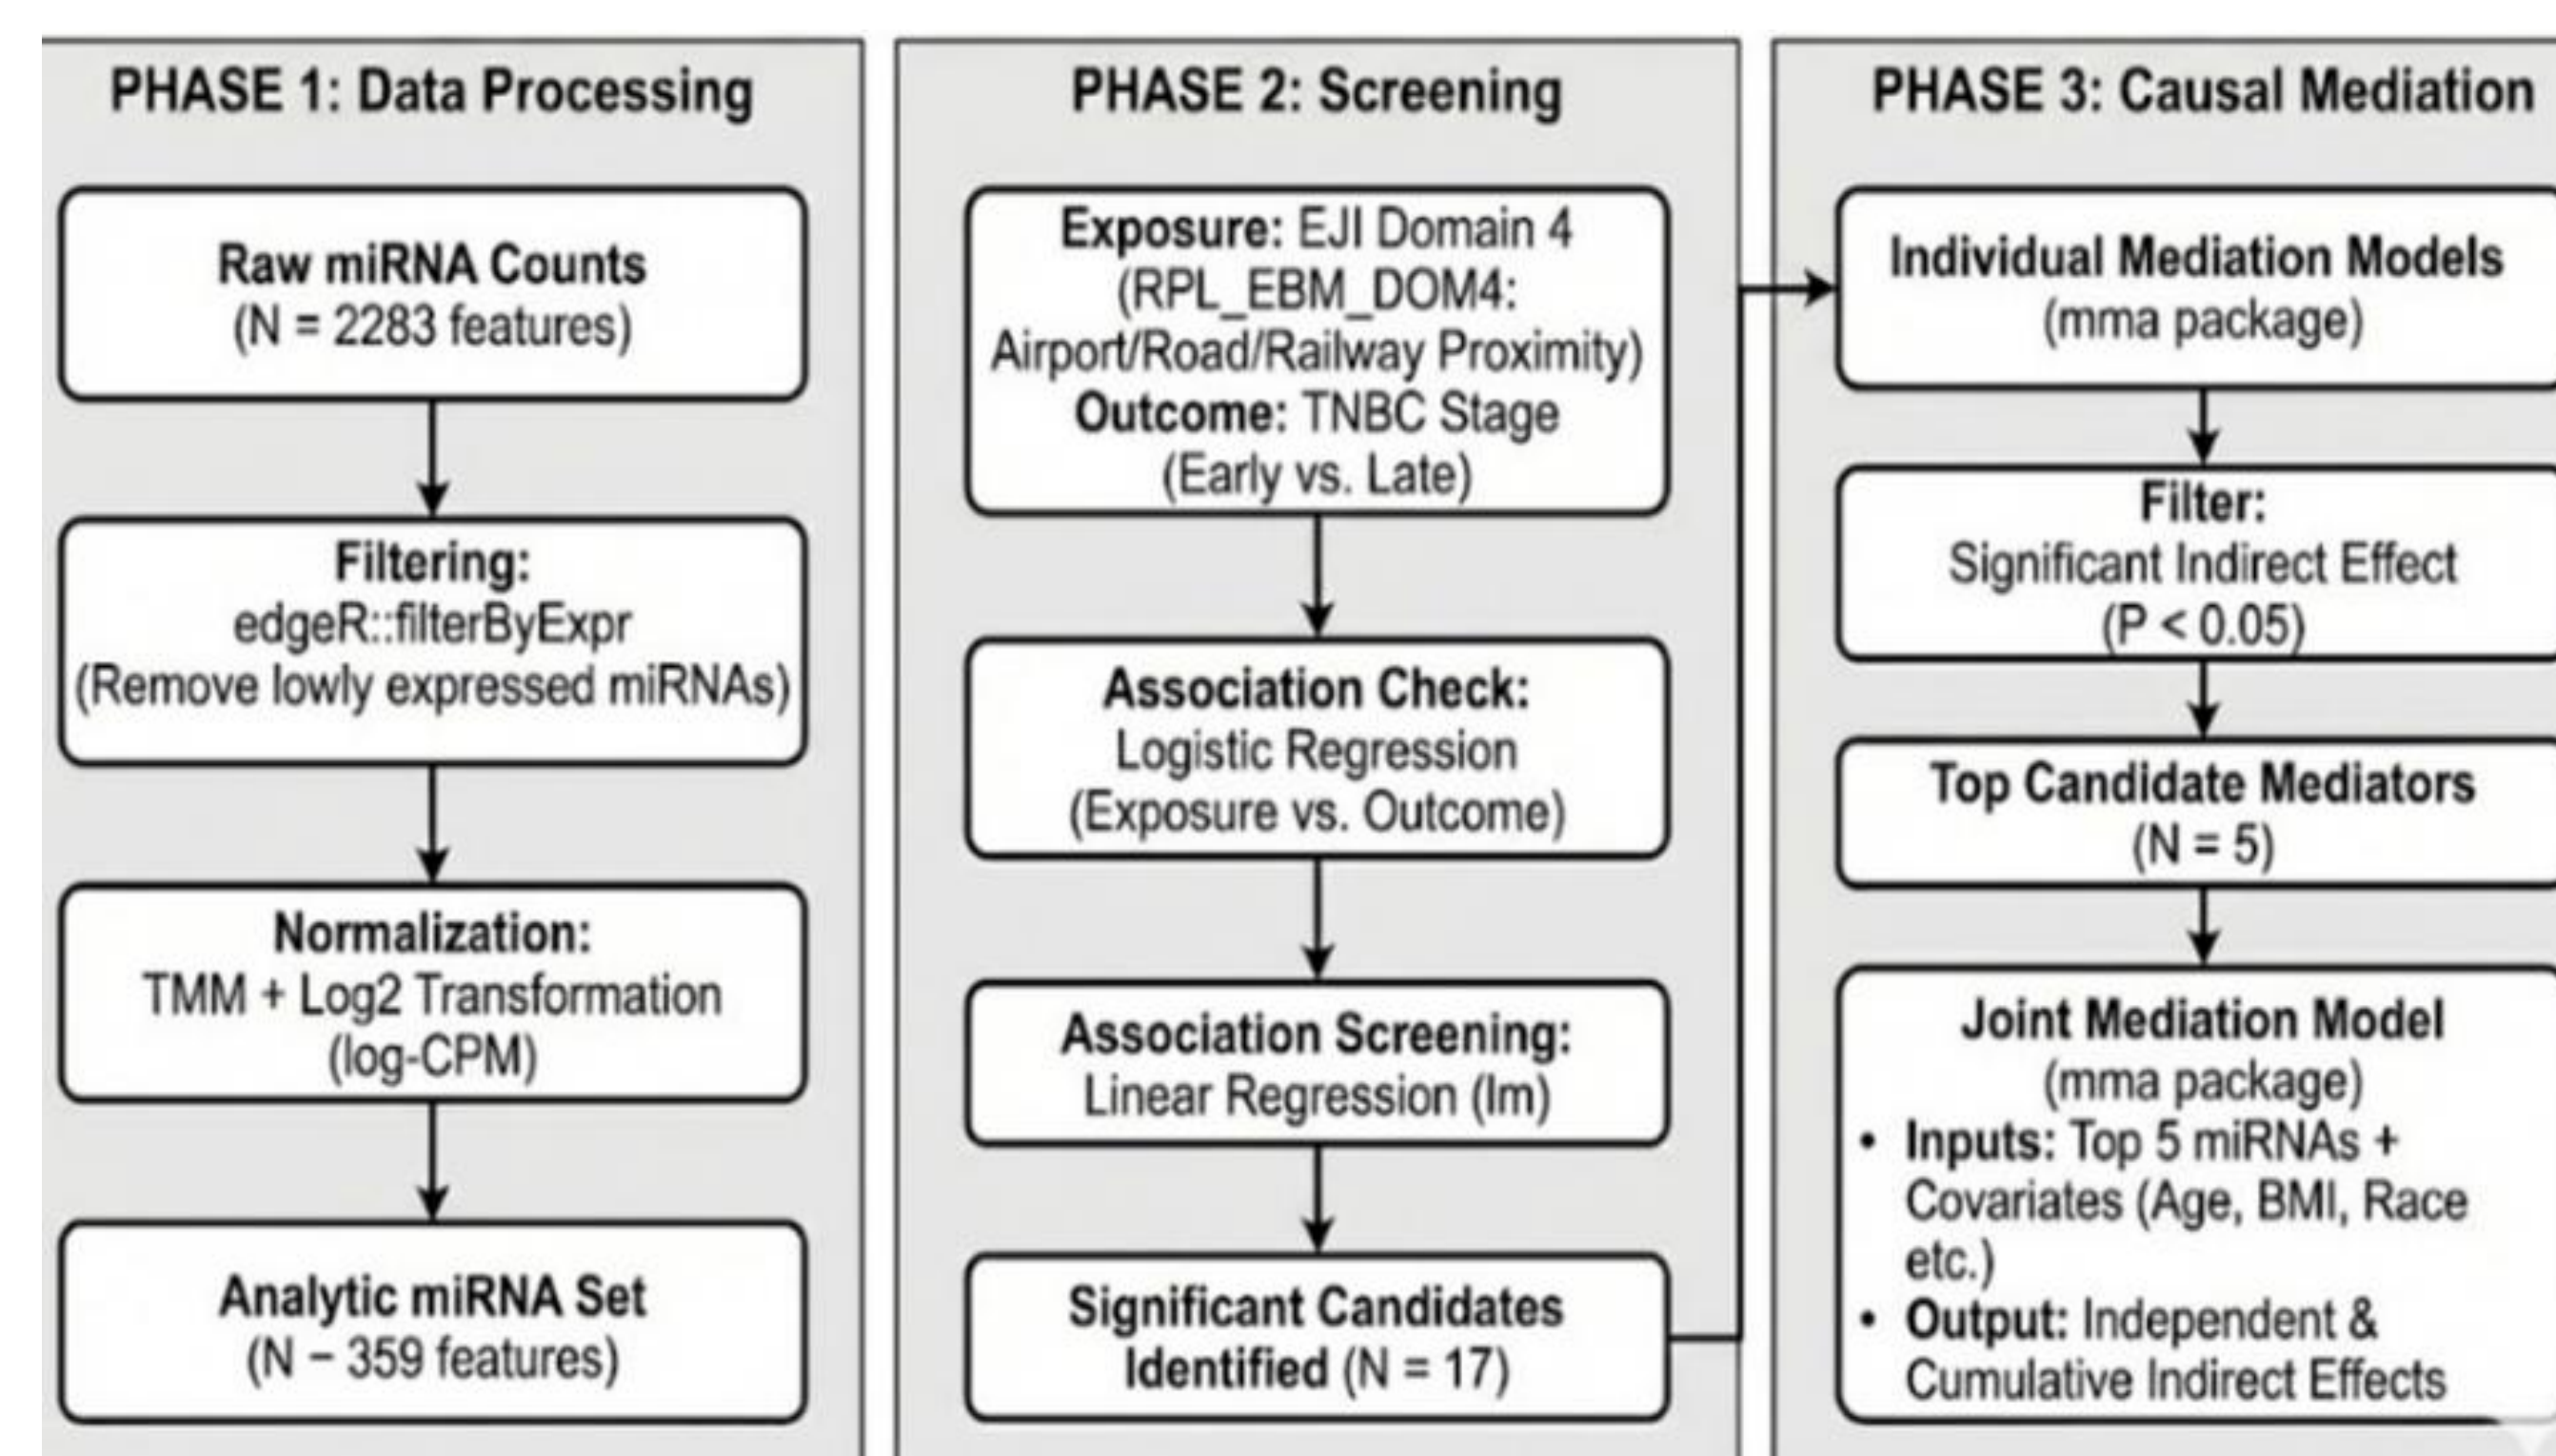 PHASE 1: Data Processing
Raw miRNA Counts
(N = 2283 features)
Filtering:
edgeR::filterByExpr
(Remove lowly expressed miRNAs)
Normalization:
TMM + Log2 Transformation
(log-CPM)
Analytic miRNA Set
(N − 359 features)
PHASE 2: Screening
Exposure: EJI Domain 4
(RPL_EBM_DOM4:
Airport/Road/Railway Proximity)
Outcome: TNBC Stage
(Early vs. Late)
Association Check:
Logistic Regression
(Exposure vs. Outcome)
Association Screening:
Linear Regression (lm)
Significant Candidates
Identified (N = 17)
PHASE 3: Causal Mediation
Individual Mediation Models
(mma package)
Filter:
Significant Indirect Effect
(P < 0.05)
Top Candidate Mediators
(N = 5)
Joint Mediation Model
(mma package)
• Inputs: Top 5 miRNAs +
Covariates (Age, BMI, Race
etc.)
• Output: Independent &
Cumulative Indirect Effects